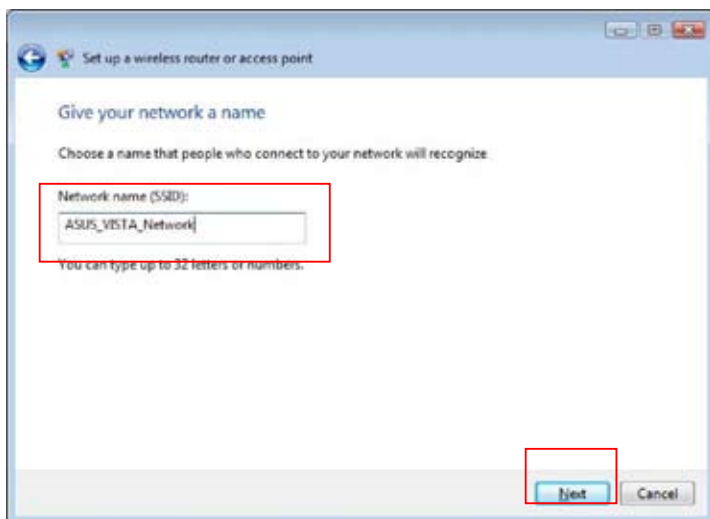 Set up a wireless router or access point
Give your network a name
Choose a name that people who connect to your network will recognize
Network name (SSID):
ASUS_VISTA_Network
You can type up to 32 letters or numbers.
Next
Cancel